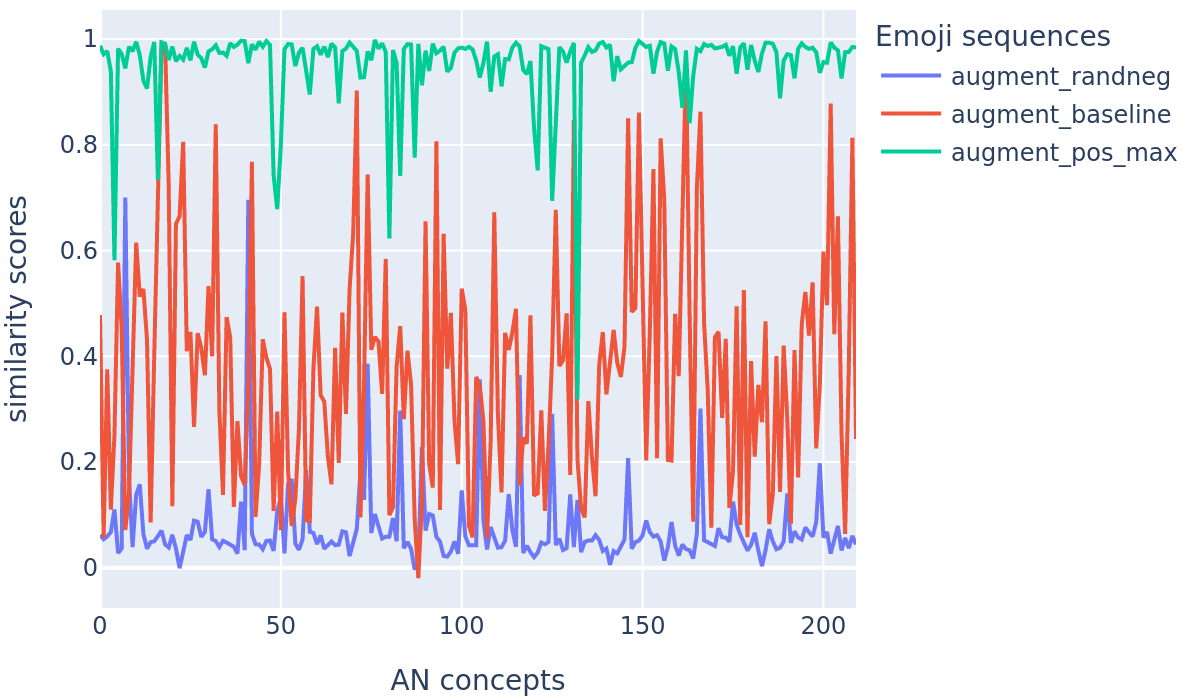 Emoji sequences
augment_randneg
augment_baseline
augment_pos_max
similarity scores
1
0.8
0.6
0.4
0.2
0
0 50 100 150 200
AN concepts